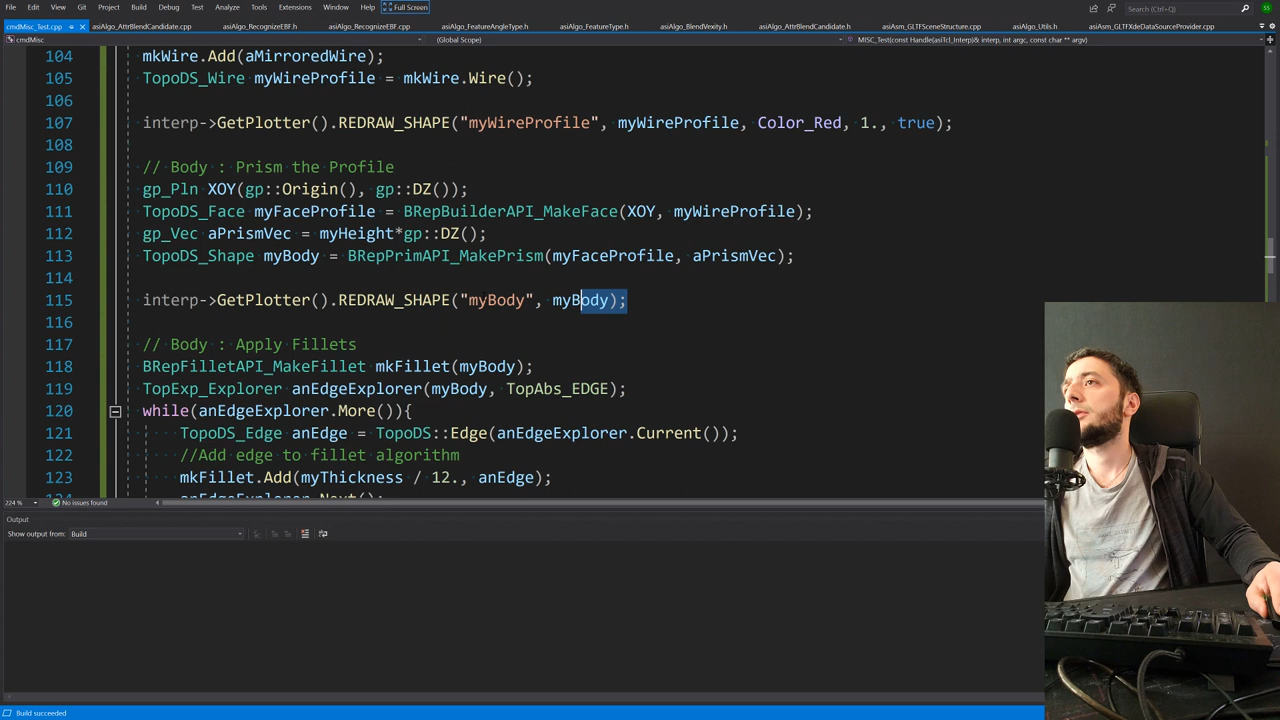 File Edit View Git Project Build Debug Test Analyze Tools Extensions Window Help Full Screen Search (Ctrl+Q)
cmdMisc_Test.cpp asiAlgo_AttrBlendCandidate.cpp asiAlgo_RecognizeEBF.h asiAlgo_RecognizeEBF.cpp asiAlgo_FeatureAngleType.h asiAlgo_FeatureType.h asiAlgo_BlendVexity.h asiAlgo_AttrBlendCandidate.h asiAsm_GLTFSceneStructure.cpp asiAlgo_Utils.h asiAsm_GLTFXdeDataSourceProvider.cpp
cmdMisc (Global Scope) MISC_Test(const Handle(asiTcl_Interp)& interp, int argc, const char ** argv)
104 mkWire.Add(aMirroredWire);
105 TopoDS_Wire myWireProfile = mkWire.Wire();
106
107 interp->GetPlotter().REDRAW_SHAPE("myWireProfile", myWireProfile, Color_Red, 1., true);
108
109 // Body : Prism the Profile
110 gp_Pln XOY(gp::Origin(), gp::DZ());
111 TopoDS_Face myFaceProfile = BRepBuilderAPI_MakeFace(XOY, myWireProfile);
112 gp_Vec aPrismVec = myHeight*gp::DZ();
113 TopoDS_Shape myBody = BRepPrimAPI_MakePrism(myFaceProfile, aPrismVec);
114
115 interp->GetPlotter().REDRAW_SHAPE("myBody", myBody);
116
117 // Body : Apply Fillets
118 BRepFilletAPI_MakeFillet mkFillet(myBody);
119 TopExp_Explorer anEdgeExplorer(myBody, TopAbs_EDGE);
120 while(anEdgeExplorer.More()){
121 TopoDS_Edge anEdge = TopoDS::Edge(anEdgeExplorer.Current());
122 //Add edge to fillet algorithm
123 mkFillet.Add(myThickness / 12., anEdge);
224 % No issues found
Output
Show output from: Build
Build succeeded